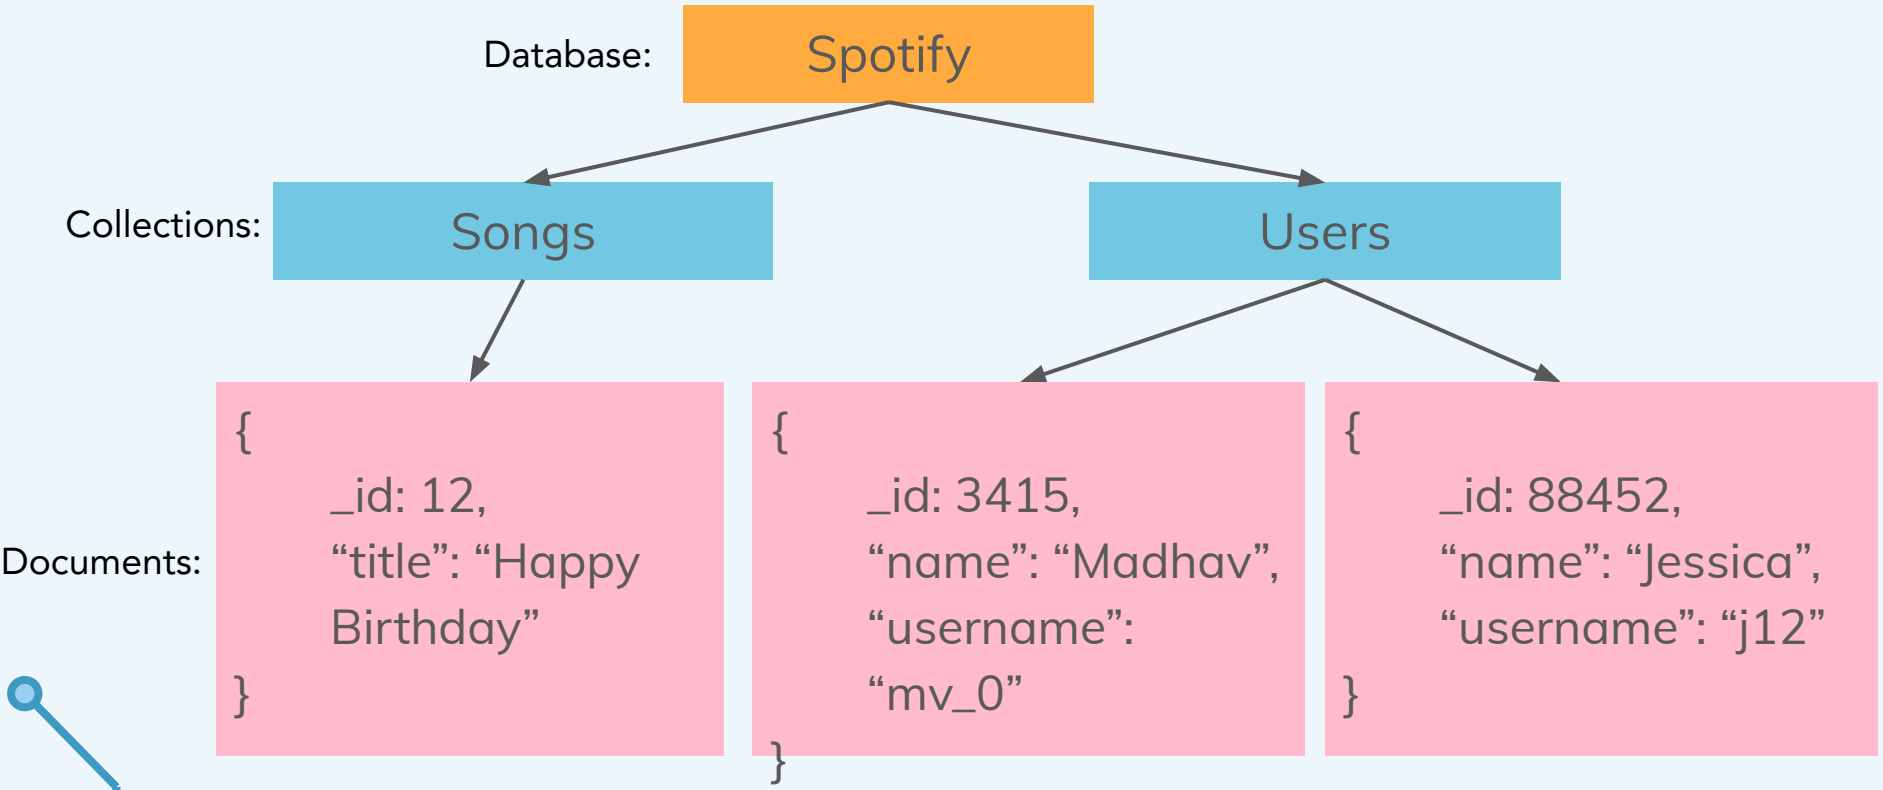 Database:
Spotify
Collections:
Songs
Users
Documents:
{
_id: 12,
“title”: “Happy
Birthday”
}
{
_id: 3415,
“name”: “Madhav”,
“username”:
“mv_0”
}
{
_id: 88452,
“name”: “Jessica”,
“username”: “j12”
}